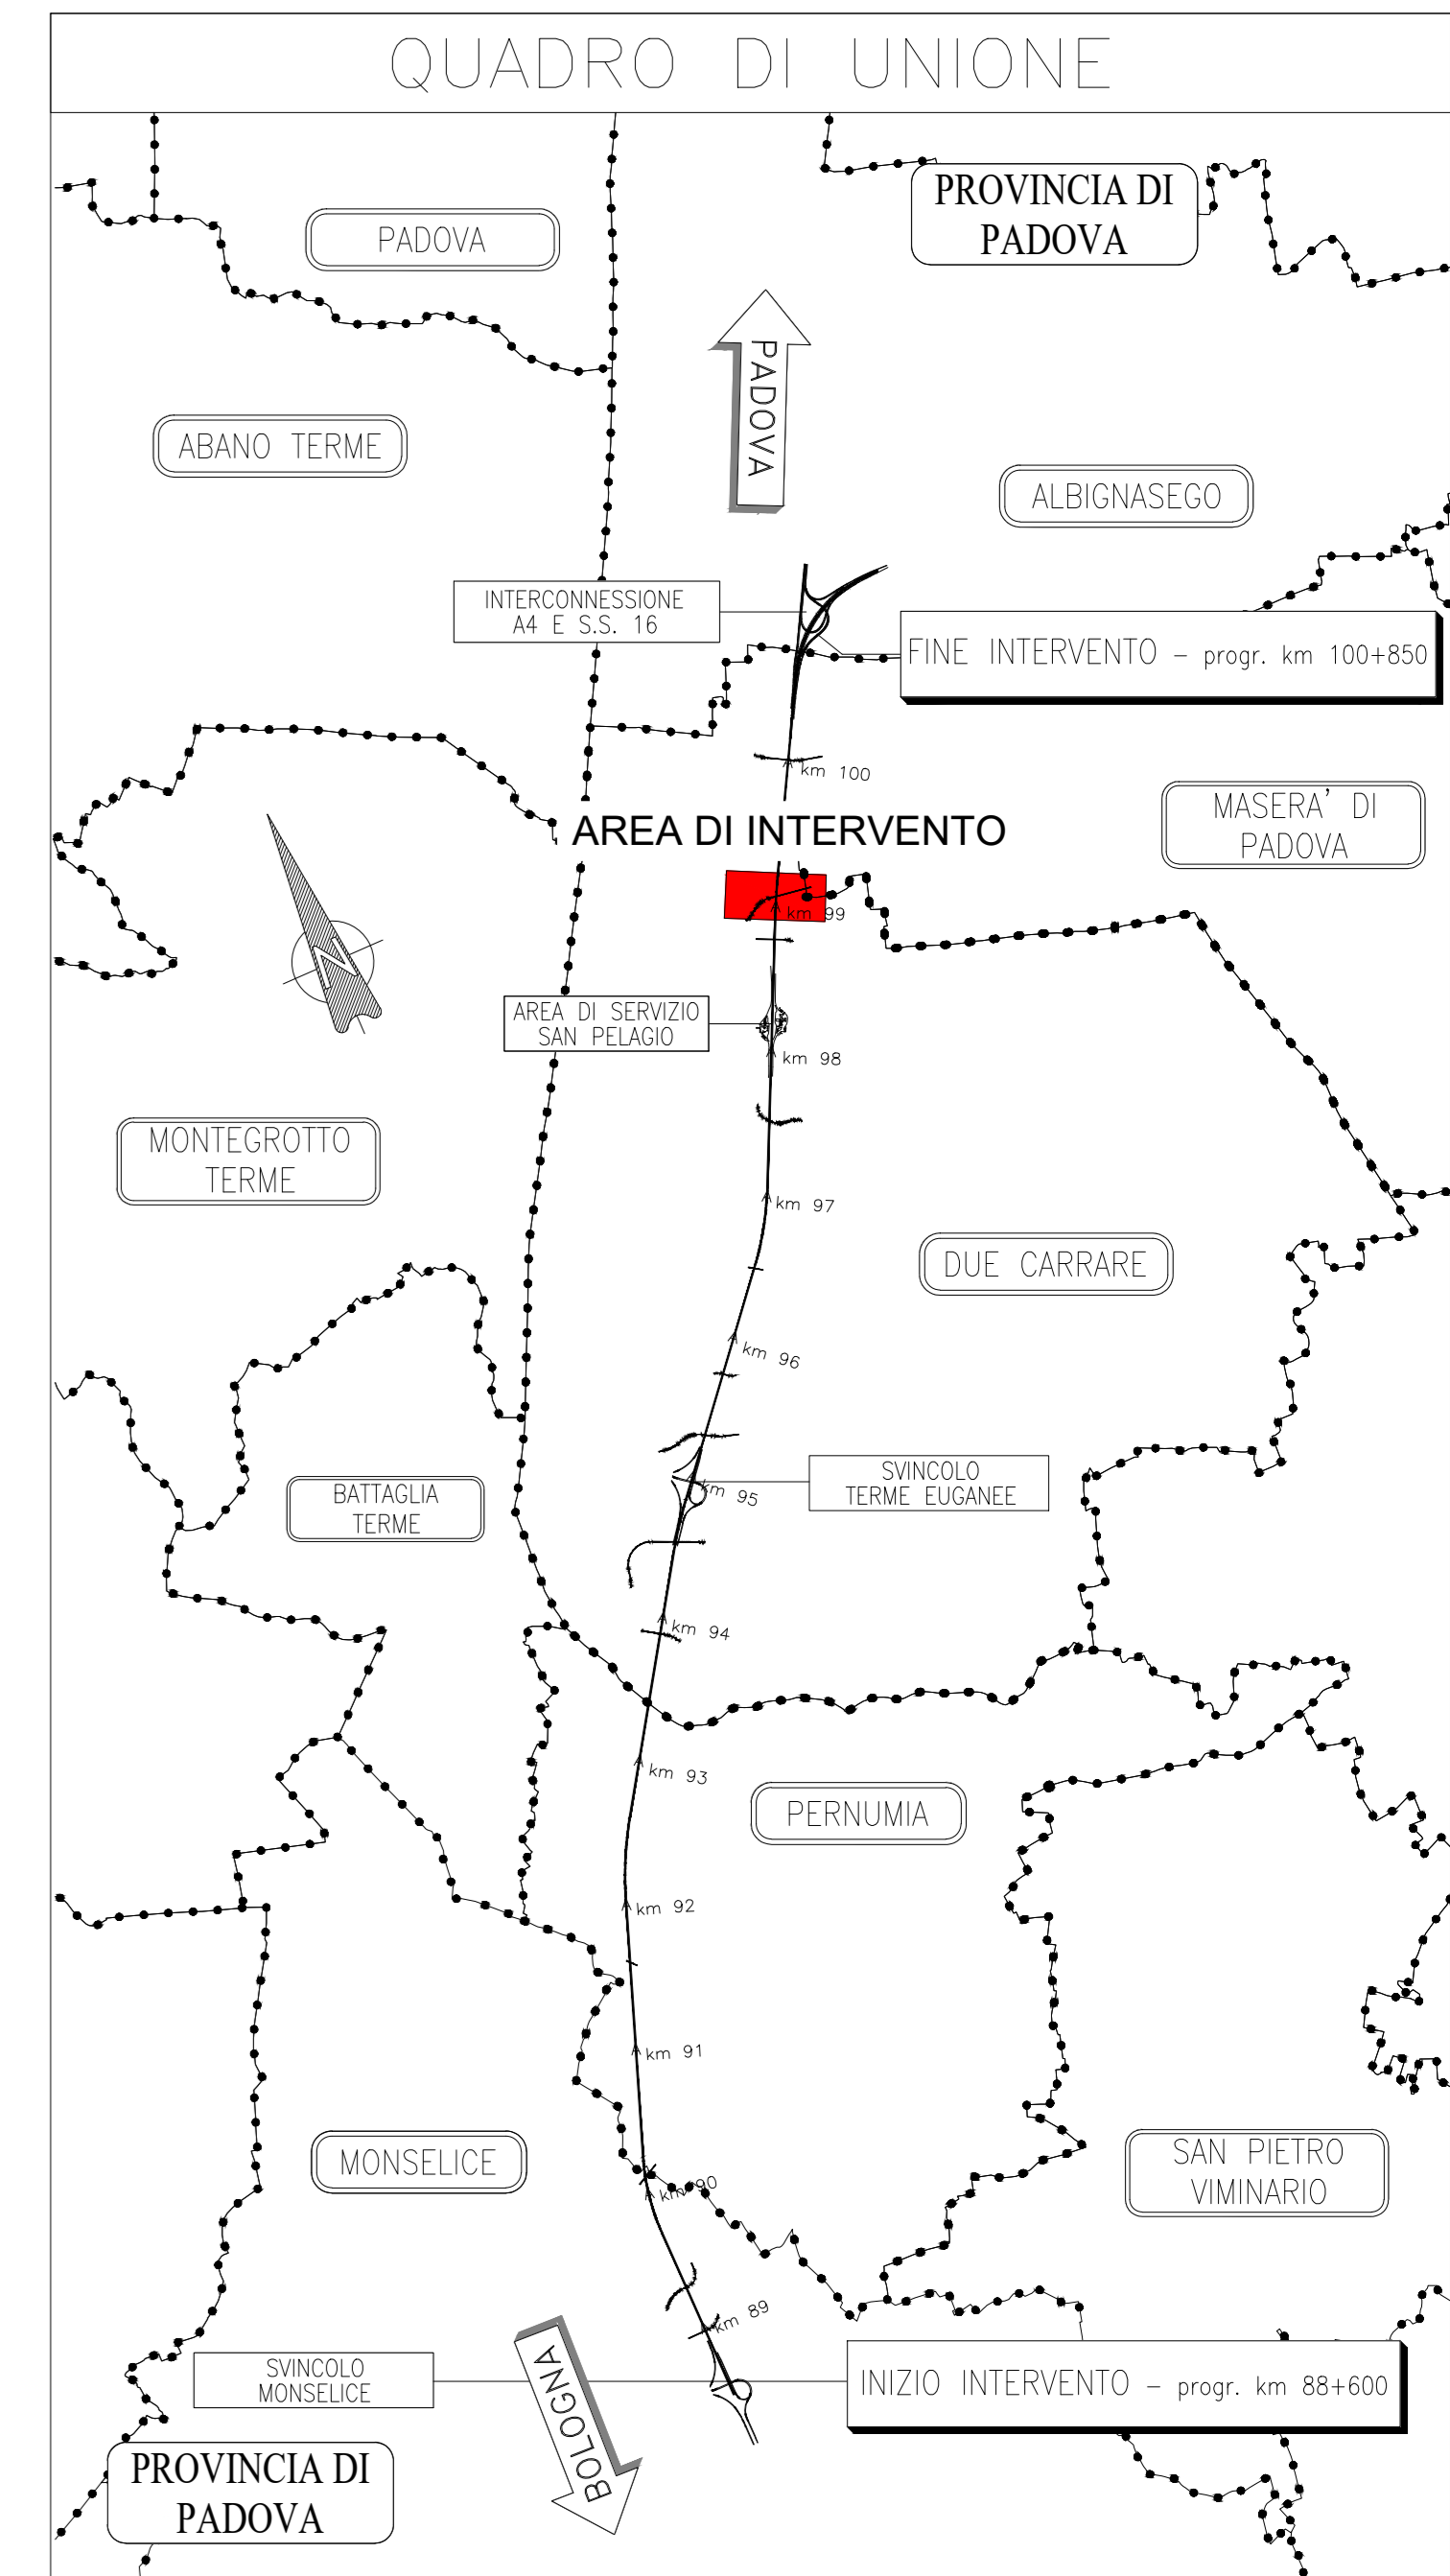 QUADRO DI UNIONE
PROVINCIA DI
PADOVA
PADOVA
PADOVA
ABANO TERME
ALBIGNASEGO
INTERCONNESSIONE
A4 E S.S. 16
FINE INTERVENTO - progr. km 100+850
km 100
MASERA' DI
PADOVA
AREA DI INTERVENTO
km 99
N
AREA DI SERVIZIO
SAN PELAGIO
km 98
MONTEGROTTO
TERME
km 97
DUE CARRARE
km 96
SVINCOLO
TERME EUGANEE
km 95
BATTAGLIA
TERME
km 94
km 93
PERNUMIA
km 92
km 91
MONSELICE
SAN PIETRO
VIMINARIO
km 90
km 89
SVINCOLO
MONSELICE
BOLOGNA
INIZIO INTERVENTO - progr. km 88+600
PROVINCIA DI
PADOVA